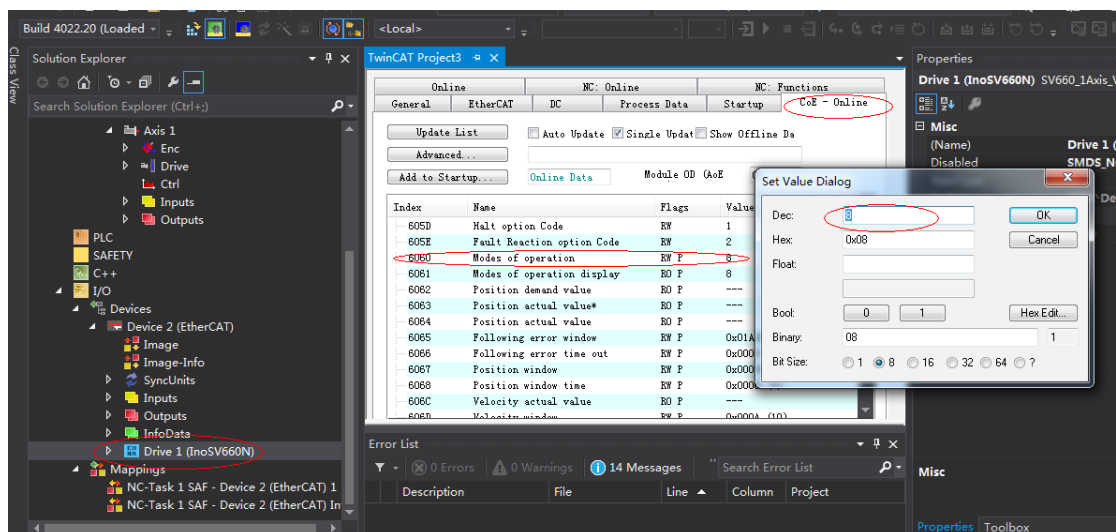 Build 4022.20 (Loaded
<Local>
Class View
Solution Explorer
Search Solution Explorer (Ctrl+;)
Axis 1
Enc
Drive
Ctrl
Inputs
Outputs
PLC
SAFETY
C++
I/O
Devices
Device 2 (EtherCAT)
Image
Image-Info
SyncUnits
Inputs
Outputs
InfoData
Drive 1 (InoSV660N)
Mappings
NC-Task 1 SAF - Device 2 (EtherCAT) 1
NC-Task 1 SAF - Device 2 (EtherCAT) In
TwinCAT Project3
Online NC: Online NC: Functions
General EtherCAT DC Process Data Startup CoE - Online
Update List Auto Update Single Updat Show Offline Da
Advanced...
Add to Startup... Online Data Module OD (AoE
Index Name Flags Value
605D Halt option Code RW 1
605E Fault Reaction option Code RW 2
6060 Modes of operation RW P 8
6061 Modes of operation display RO P 8
6062 Position demand value RO P ---
6063 Position actual value* RO P ---
6064 Position actual value RO P ---
6065 Following error window RW P 0x01A
6066 Following error time out RW P 0x000
6067 Position window RW P 0x000
6068 Position window time RW P 0x000
606C Velocity actual value RO P ---
606D Velocity window RW P 0x000A (10)
Set Value Dialog
Dec: 8 OK
Hex: 0x08 Cancel
Float:
Bool: 0 1 Hex Edit...
Binary: 08 1
Bit Size: 1 8 16 32 64 ?
Error List
0 Errors 0 Warnings 14 Messages Search Error List
Description File Line Column Project
Properties
Drive 1 (InoSV660N) SV660_1Axis_V
Misc
(Name) Drive 1 (
Disabled SMDS_N
Misc
Properties Toolbox